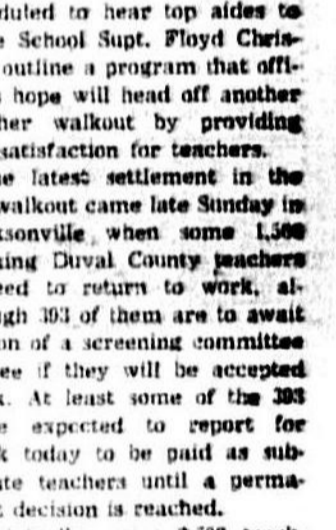 duled to hear top aides to
e School Supt. Floyd Chris-
outline a program that offi-
s hope will head off another
her walkout by providing
satisfaction for teachers.
e latest settlement in the
walkout came late Sunday in
ksonville when some 1,500
king Duval County teachers
eed to return to work, al-
ugh 393 of them are to await
on of a screening committee
ee if they will be accepted
k. At least some of the 393
e expected to report for
k today to be paid as sub-
ute teachers until a perma-
t decision is reached.